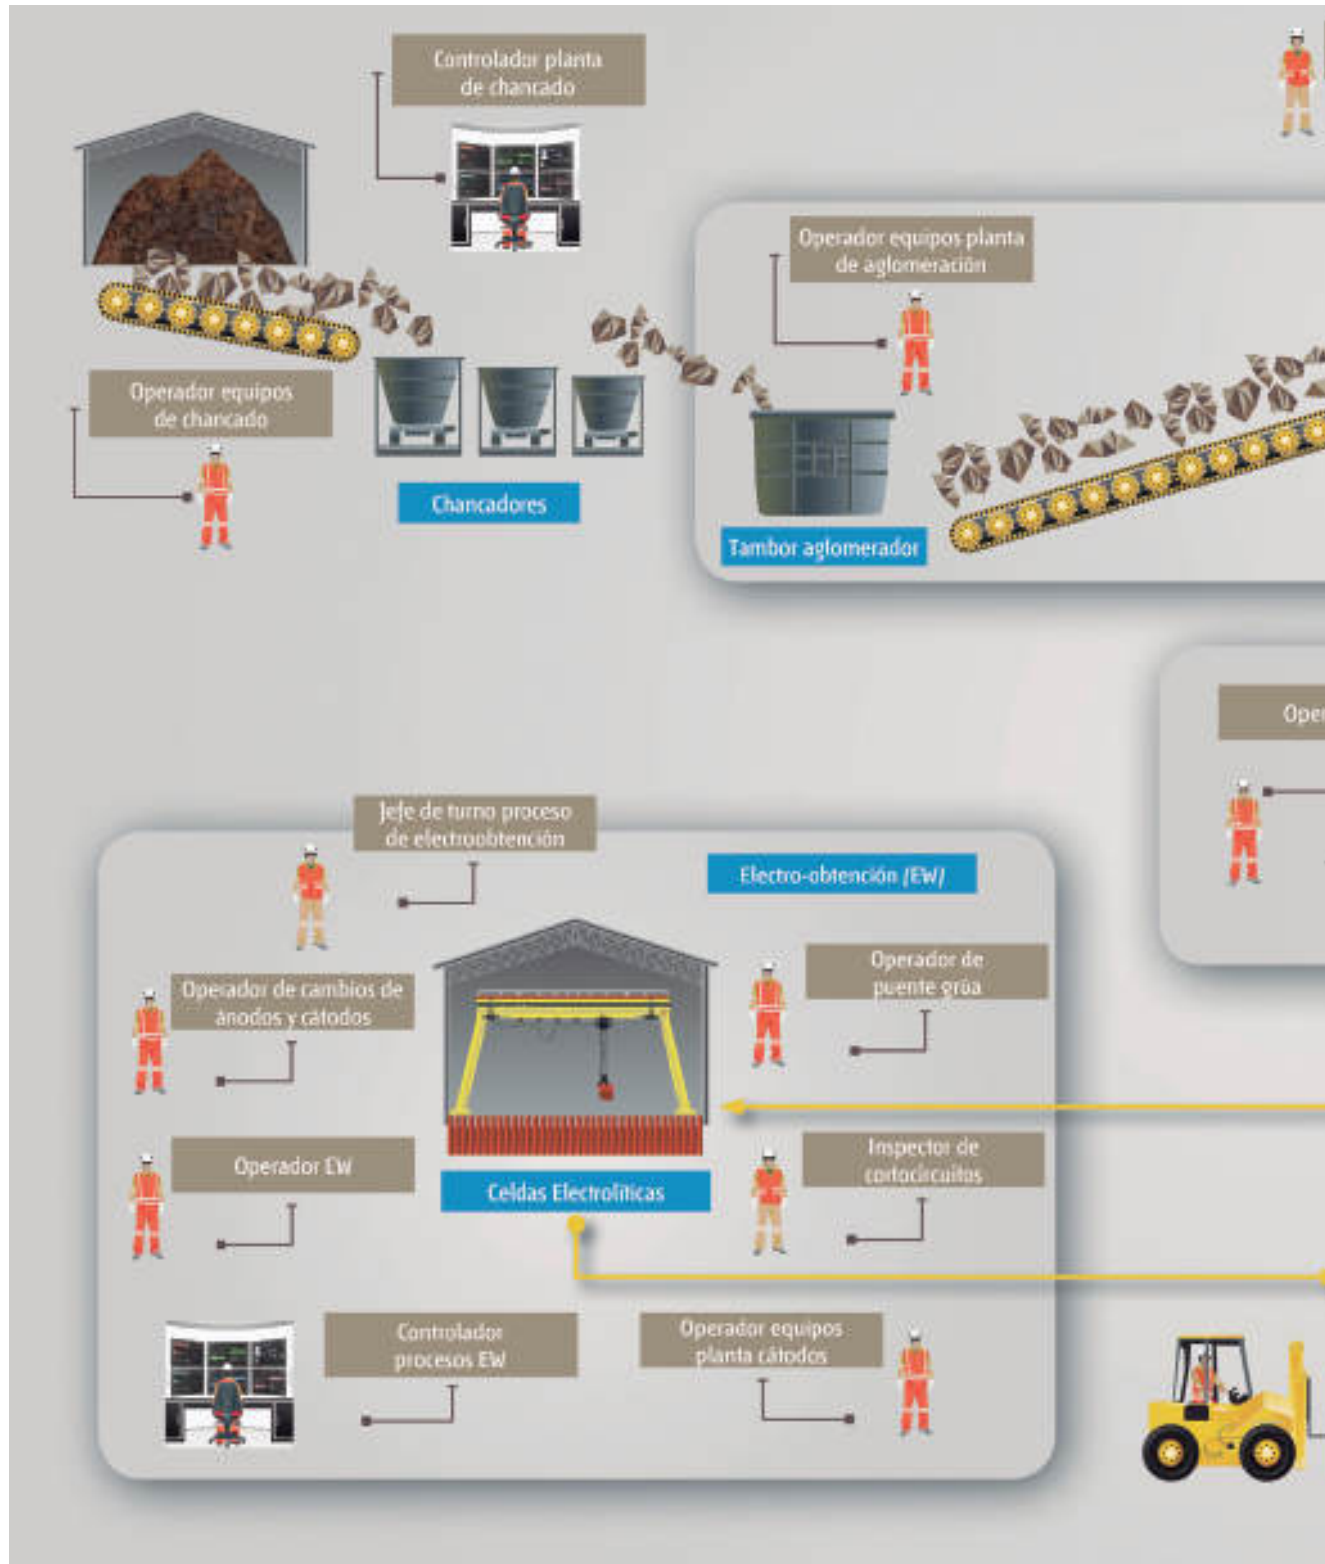 Controlador planta
de chancado
Operador equipos planta
de aglomeración
Operador equipos
de chancado
Chancadores
Tambor aglomerador
Jefe de turno proceso
de electroobtención
Electro-obtención (EW)
Operador de
puente grúa
Operador de cambios de
ánodos y cátodos
Operador EW
Inspector de
cortocircuitos
Celdas Electrolíticas
Controlador
procesos EW
Operador equipos
planta cátodos